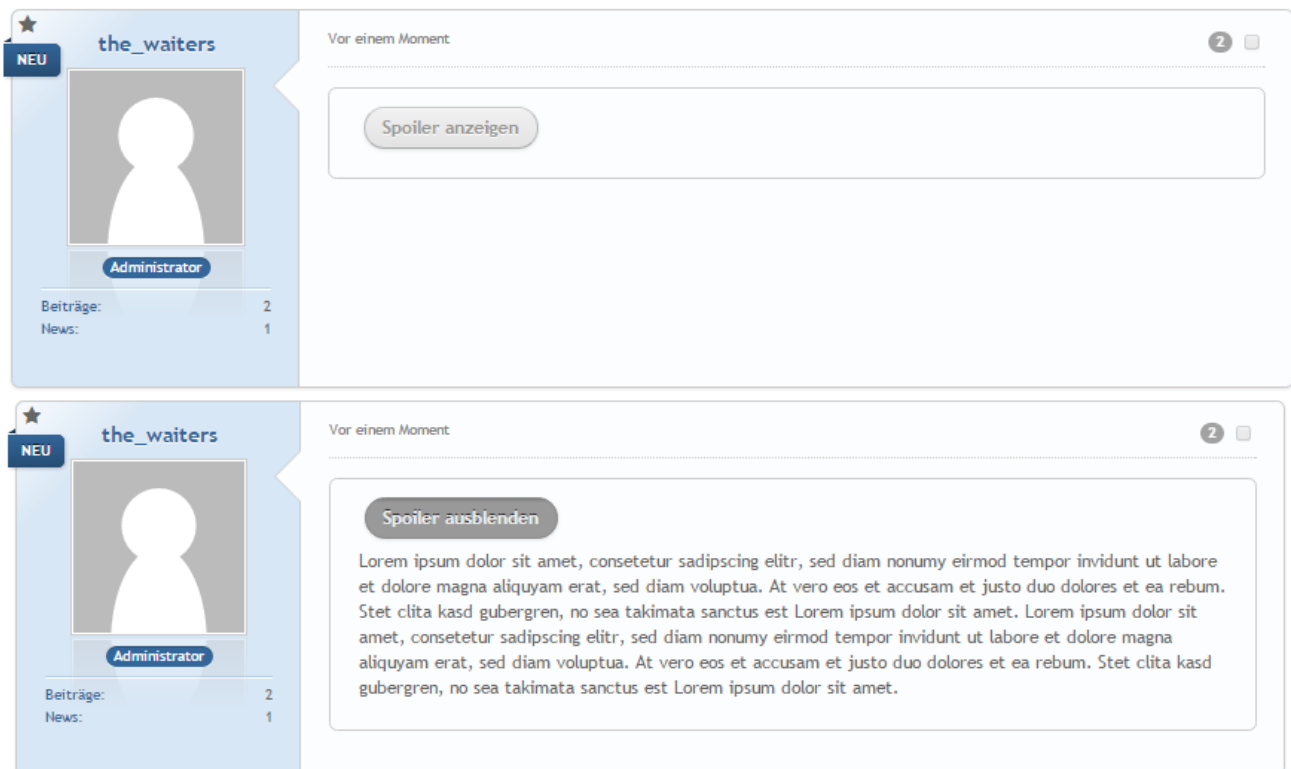 the_waiters
NEU
Administrator
Beiträge: 2
News: 1
Vor einem Moment
2
Spoiler anzeigen
the_waiters
NEU
Administrator
Beiträge: 2
News: 1
Vor einem Moment
2
Spoiler ausblenden
Lorem ipsum dolor sit amet, consetetur sadipscing elitr, sed diam nonumy eirmod tempor invidunt ut labore
et dolore magna aliquyam erat, sed diam voluptua. At vero eos et accusam et justo duo dolores et ea rebum.
Stet clita kasd gubergren, no sea takimata sanctus est Lorem ipsum dolor sit amet. Lorem ipsum dolor sit
amet, consetetur sadipscing elitr, sed diam nonumy eirmod tempor invidunt ut labore et dolore magna
aliquyam erat, sed diam voluptua. At vero eos et accusam et justo duo dolores et ea rebum. Stet clita kasd
gubergren, no sea takimata sanctus est Lorem ipsum dolor sit amet.